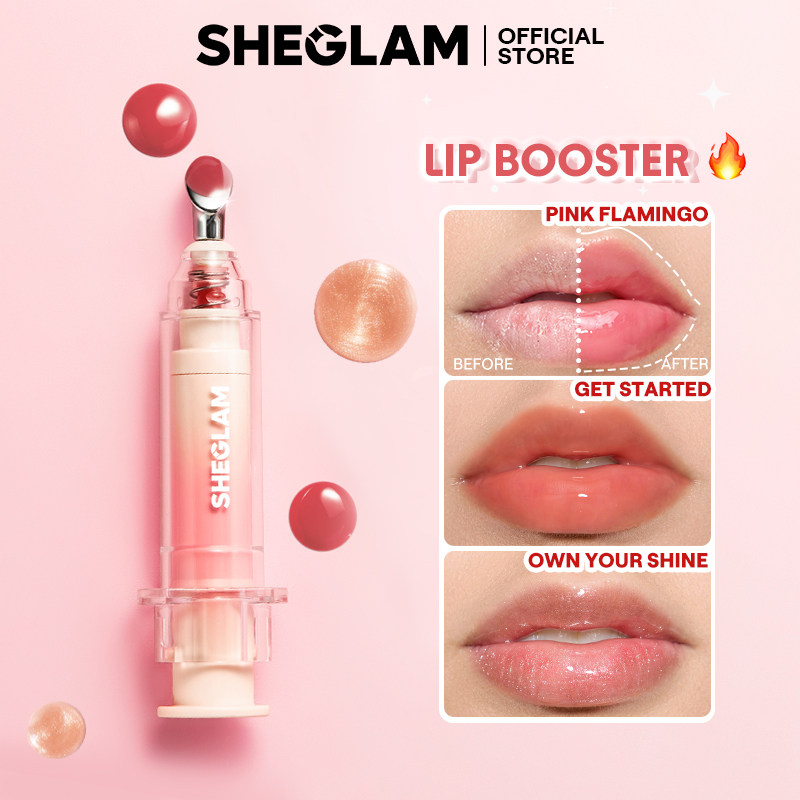 SHEGLAM
OFFICIAL
STORE
LIP BOOSTER 🔥
PINK FLAMINGO
BEFORE
AFTER
GET STARTED
OWN YOUR SHINE
SHEGLAM